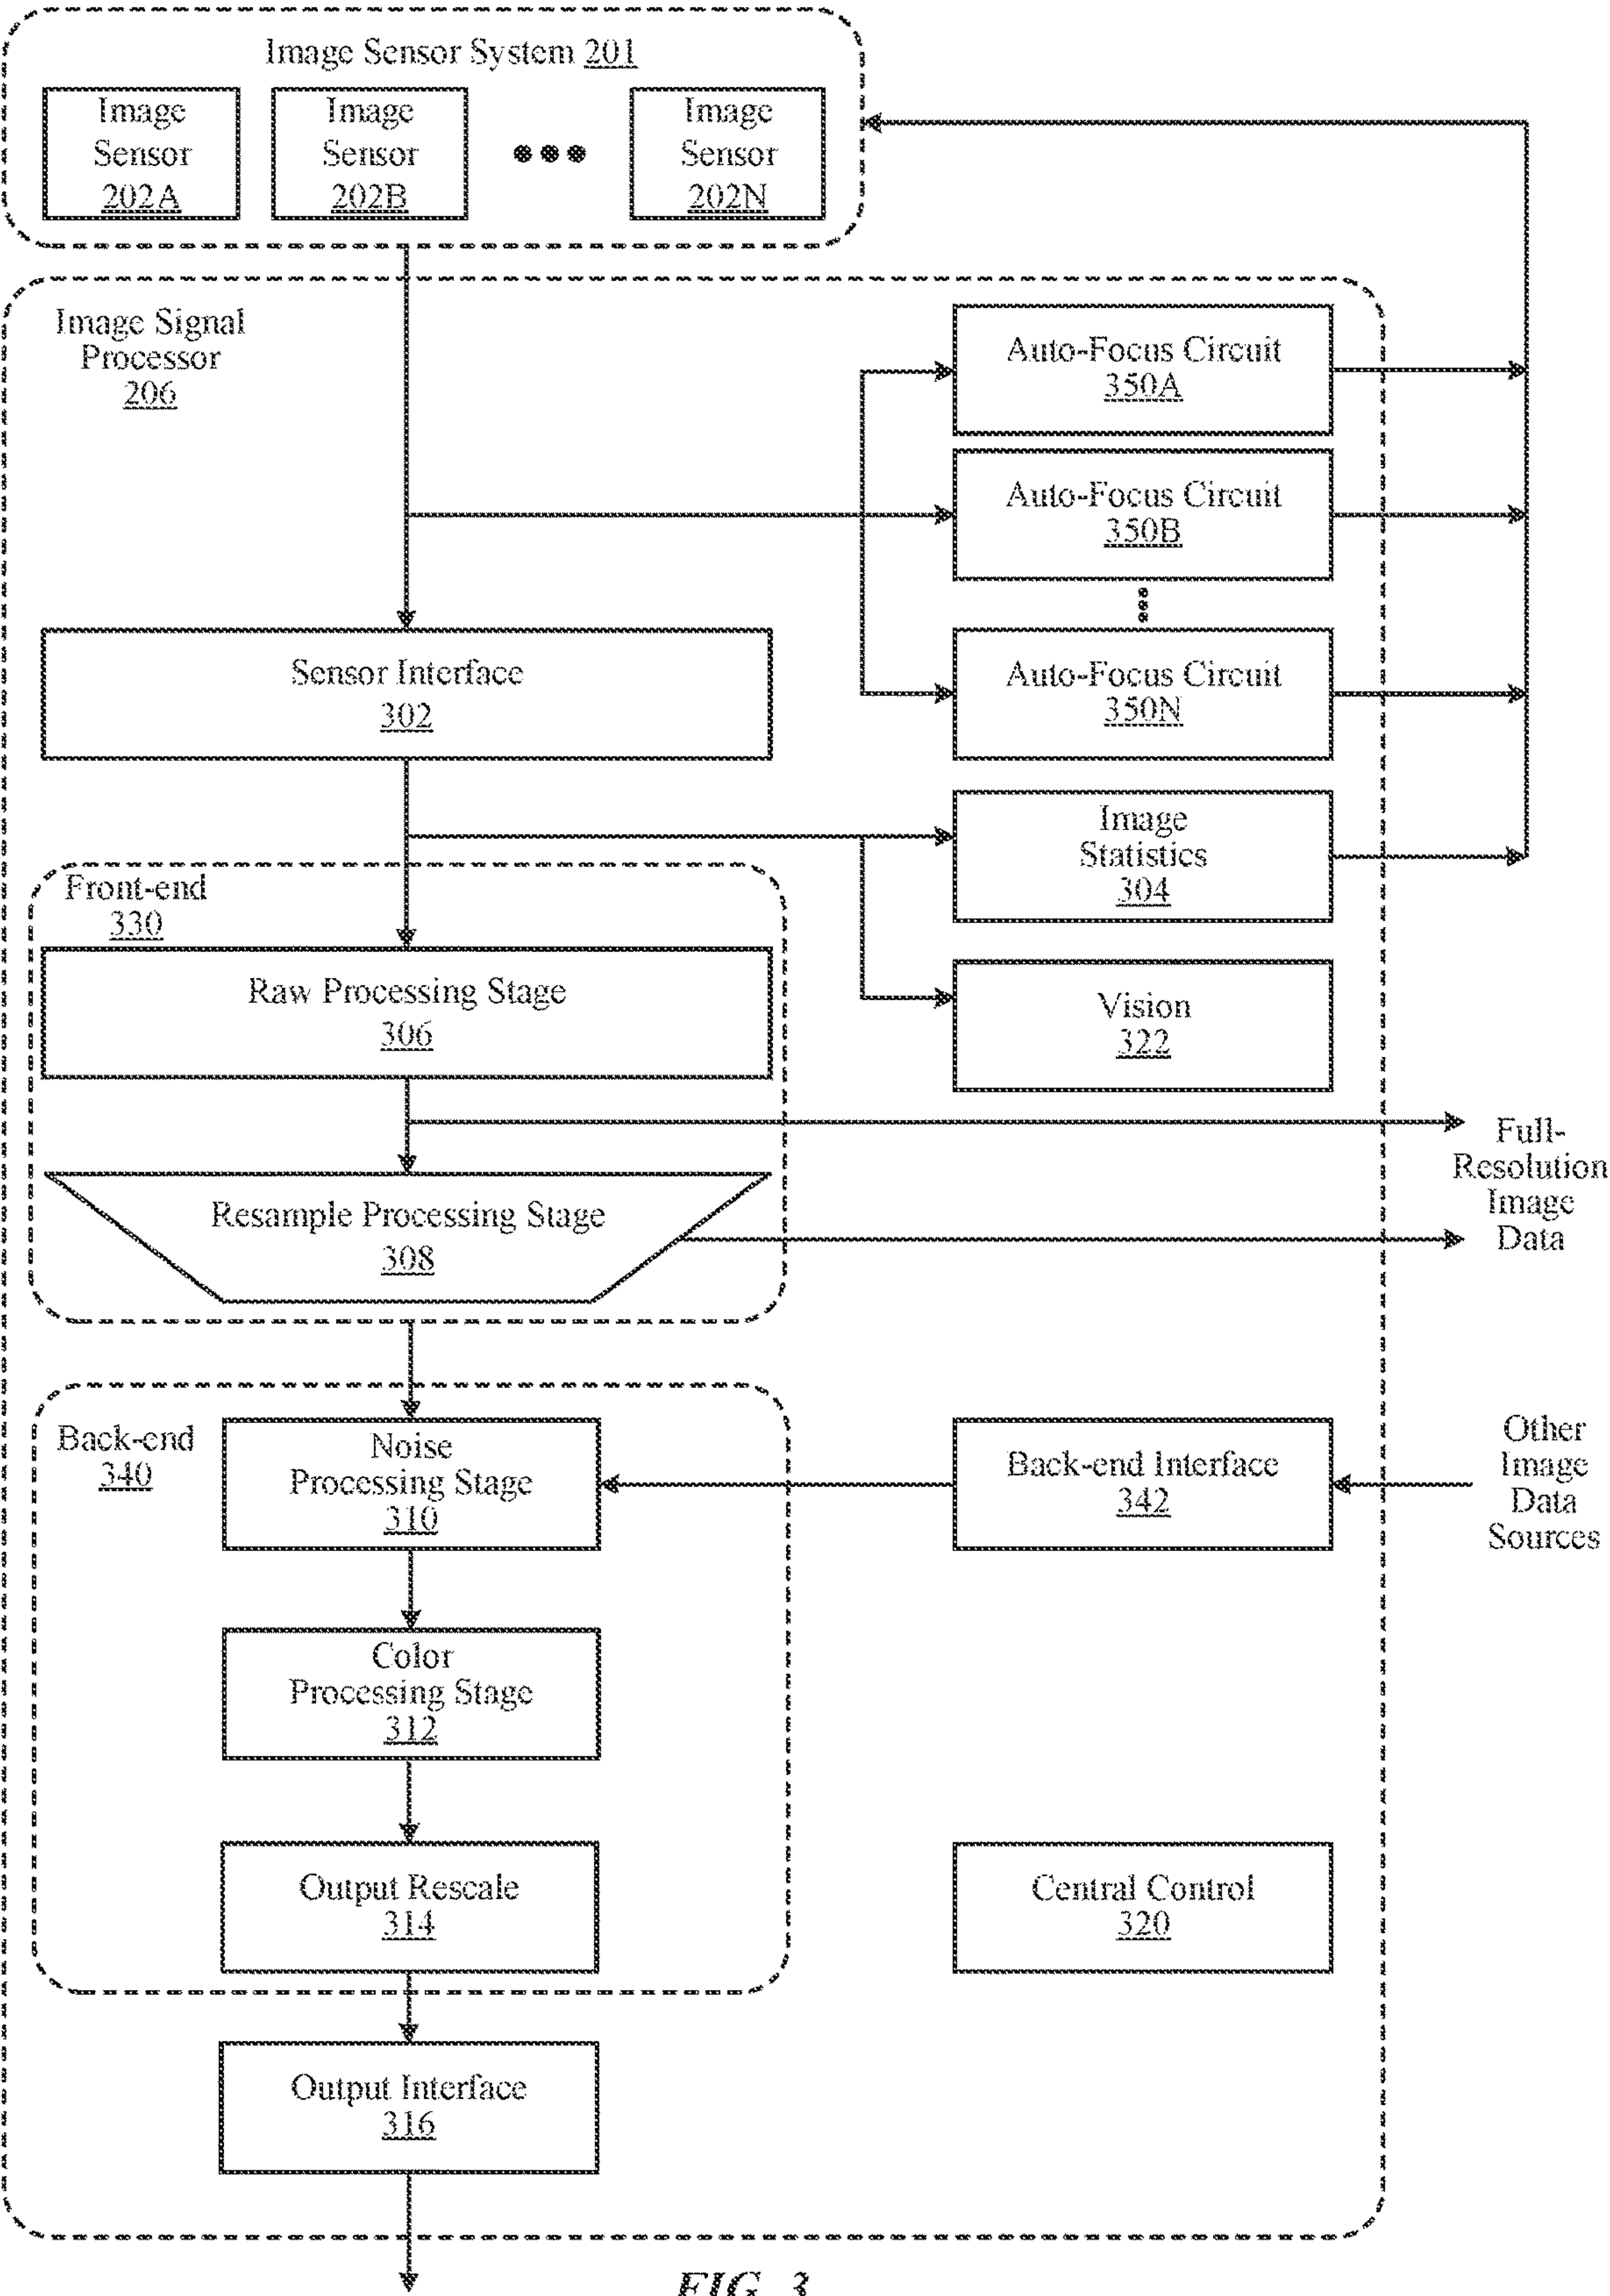 Image Sensor System 201
Image
Sensor
202A
Image
Sensor
202B
Image
Sensor
202N
Image Signal
Processor
206
Auto-Focus Circuit
350A
Auto-Focus Circuit
350B
Auto-Focus Circuit
350N
Sensor Interface
302
Image
Statistics
304
Front-end
330
Raw Processing Stage
306
Vision
322
Full-
Resolution
Image
Data
Resample Processing Stage
308
Back-end
340
Noise
Processing Stage
310
Back-end Interface
342
Other
Image
Data
Sources
Color
Processing Stage
312
Output Rescale
314
Central Control
320
Output Interface
316
FIG. 3